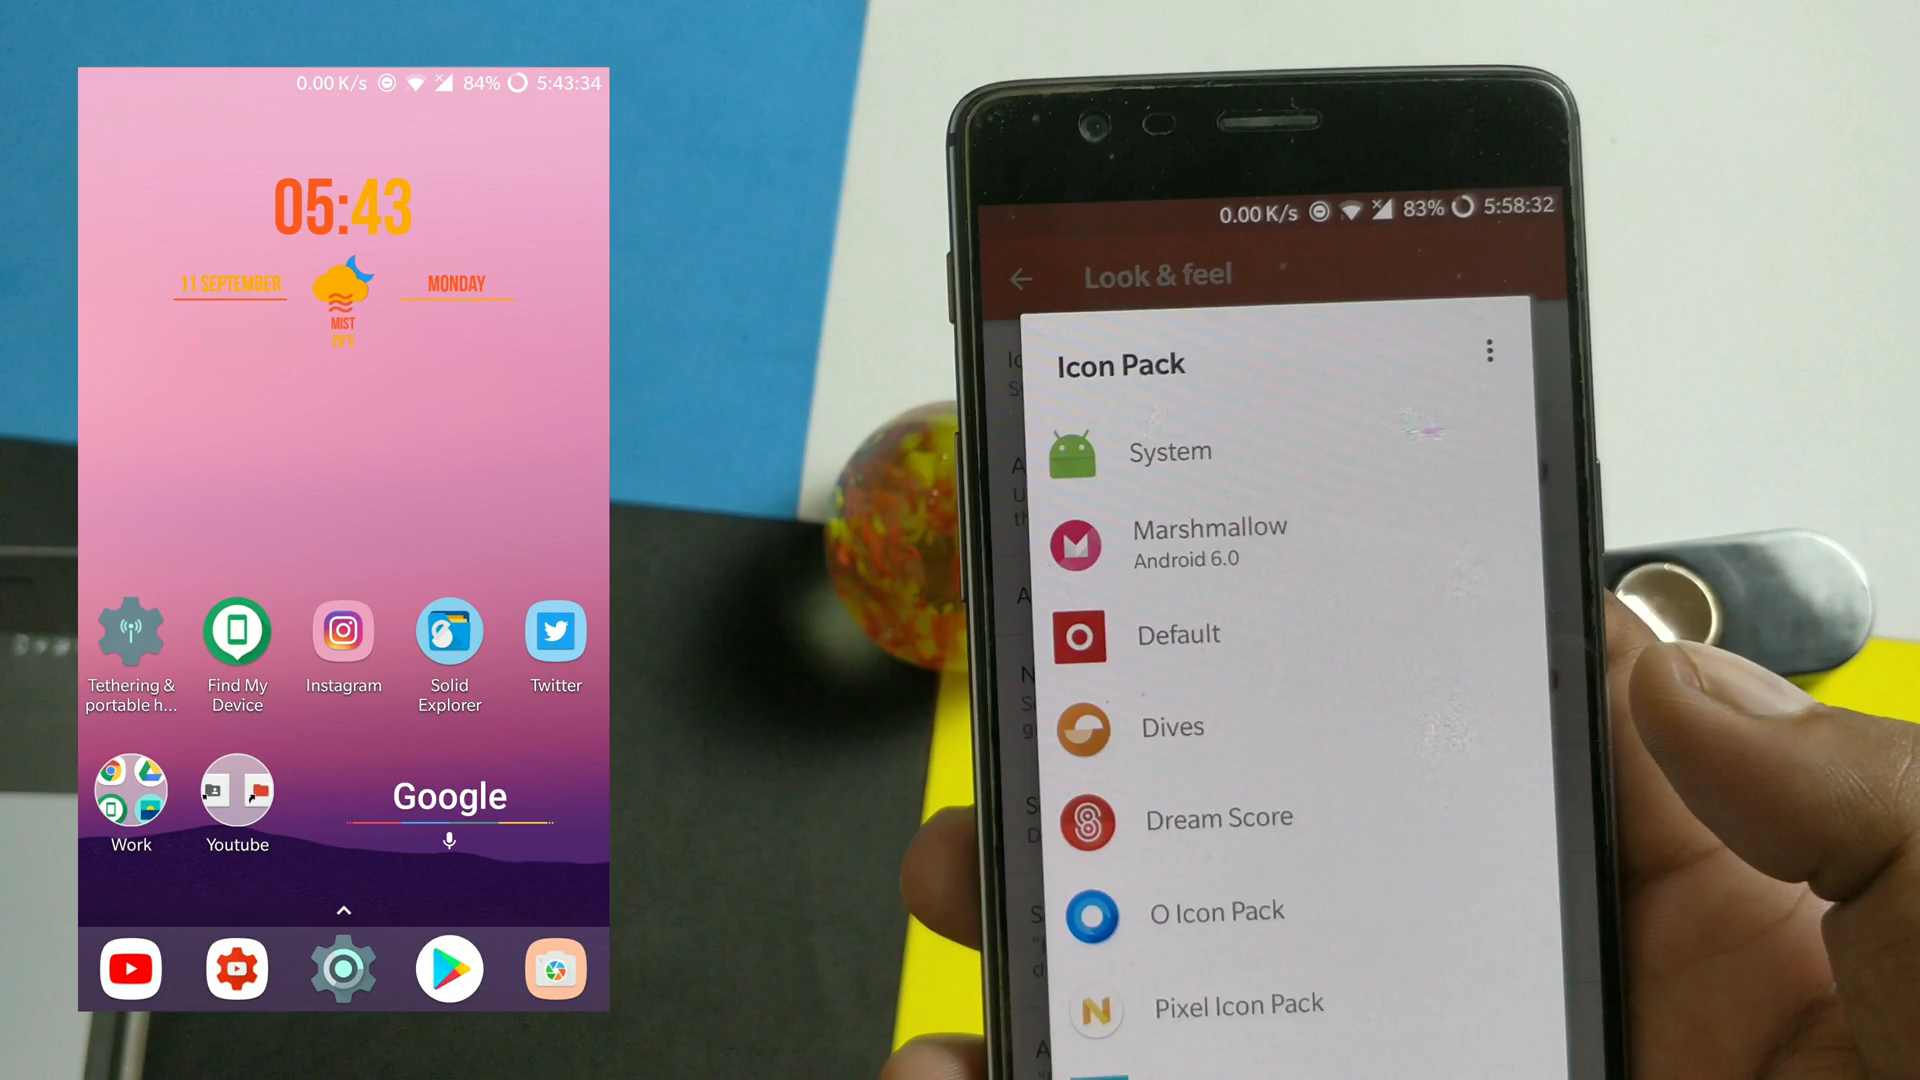 0.00 K/s 84% 5:43:34
05:43
11 SEPTEMBER
MONDAY
MIST
Tethering &
portable h...
Find My
Device
Instagram
Solid
Explorer
Twitter
Work
Youtube
Google
0.00 K/s 83% 5:58:32
Look & feel
Icon Pack
System
Marshmallow
Android 6.0
Default
Dives
Dream Score
O Icon Pack
Pixel Icon Pack